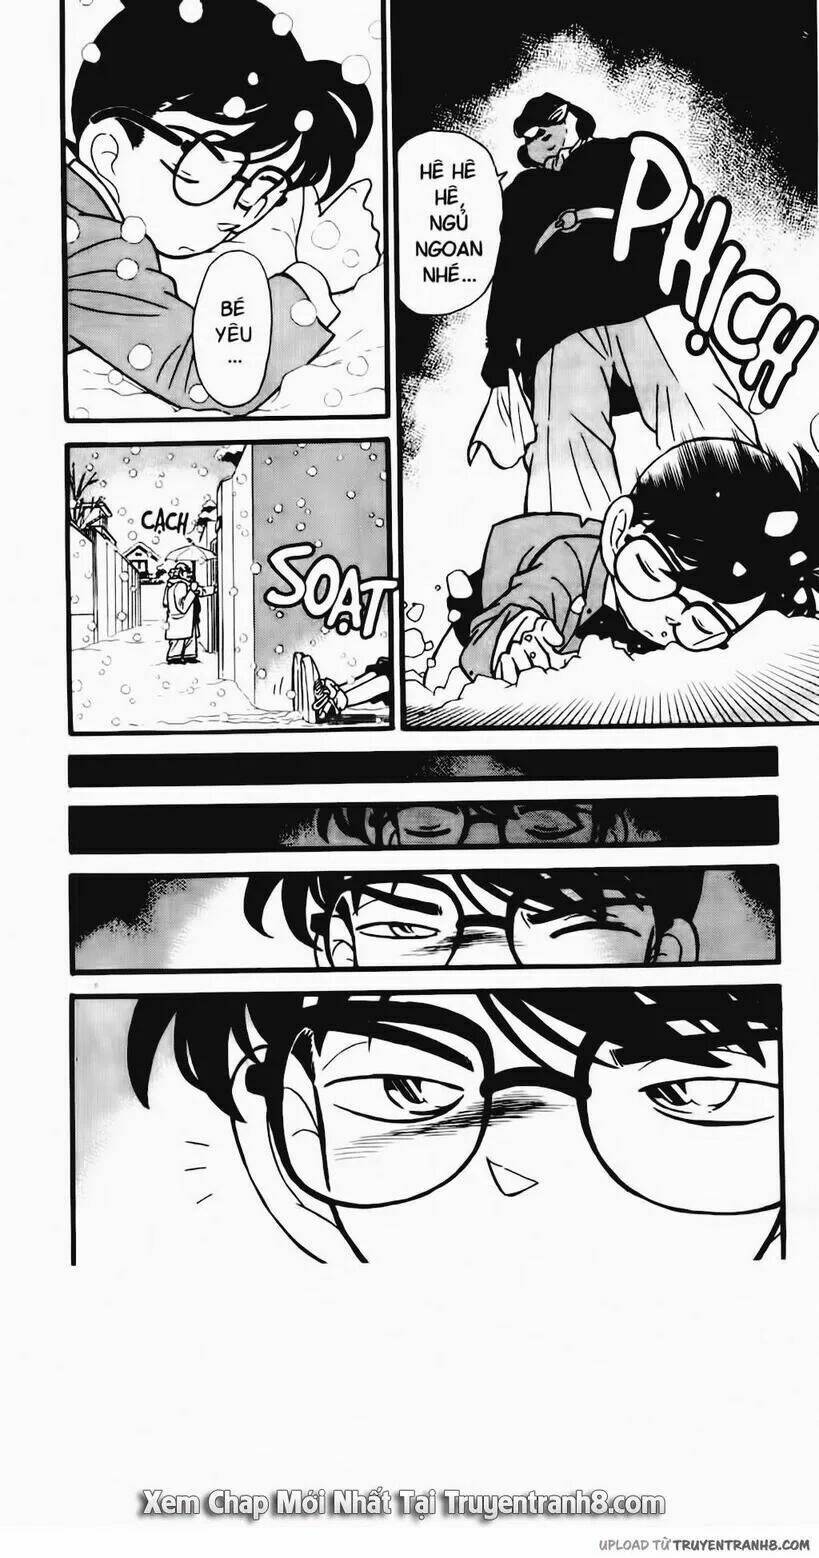 HÊ HÊ
HÊ,
NGỦ
NGOAN
NHÉ...
PHỊCH
BÉ
YÊU
...
CẠCH
SOẠT
Xem Chap Mới Nhất Tại Truyentranh8.com
UPLOAD TỪ TRUYENTRANH8.COM